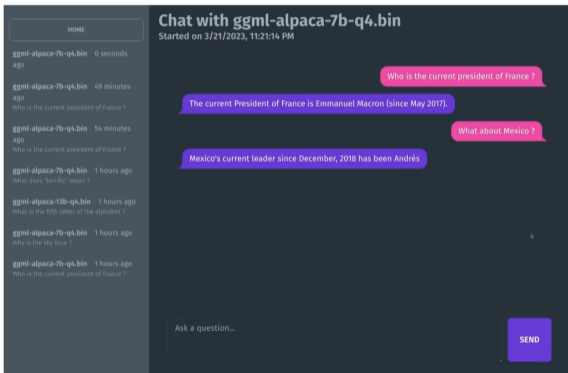 HOME
ggml-alpaca-7b-q4.bin 0 seconds
ago
ggml-alpaca-7b-q4.bin 49 minutes
ago
Who is the current president of France ?
ggml-alpaca-7b-q4.bin 54 minutes
ago
Who is the current president of France ?
ggml-alpaca-7b-q4.bin 1 hours ago
What does "terrific" mean ?
ggml-alpaca-13b-q4.bin 1 hours ago
What is the fifth letter of the alphabet ?
ggml-alpaca-7b-q4.bin 1 hours ago
Why is the sky blue ?
ggml-alpaca-7b-q4.bin 1 hours ago
Who is the current president of France ?
Chat with ggml-alpaca-7b-q4.bin
Started on 3/21/2023, 11:21:14 PM
Who is the current president of France ?
The current President of France is Emmanuel Macron (since May 2017).
What about Mexico ?
Mexico's current leader since December, 2018 has been Andrés
Ask a question...
SEND